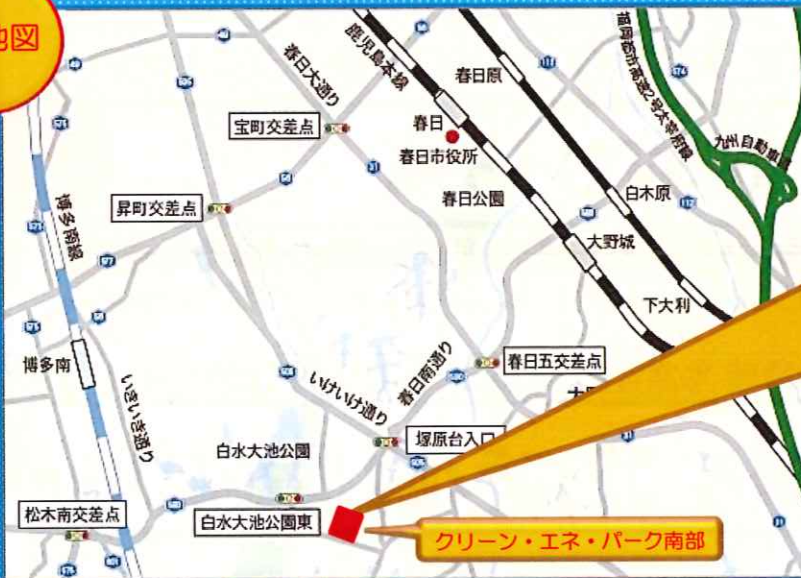 地図
春日大通り
鹿児島本線
春日原
福岡都市高速2号太宰府線
九州自動車道
宝町交差点
春日
春日市役所
昇町交差点
春日公園
白木原
大野城
下大利
博多南線
博多南
いきいき通り
いけいけ通り
春日南通り
春日五交差点
白水大池公園
塚原台入口
松木南交差点
白水大池公園東
クリーン・エネ・パーク南部
49
31
580